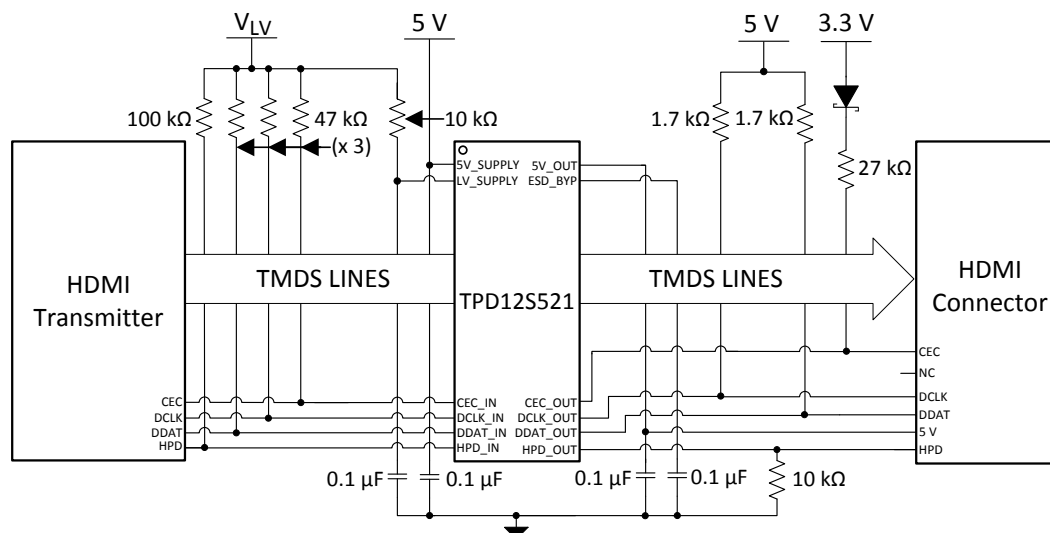 VLV
5 V
5 V
3.3 V
100 kΩ
47 kΩ
(x 3)
10 kΩ
1.7 kΩ
1.7 kΩ
27 kΩ
5V_SUPPLY
LV_SUPPLY
5V_OUT
ESD_BYP
HDMI
Transmitter
TMDS LINES
TPD12S521
TMDS LINES
HDMI
Connector
CEC
DCLK
DDAT
HPD
CEC_IN
DCLK_IN
DDAT_IN
HPD_IN
CEC_OUT
DCLK_OUT
DDAT_OUT
HPD_OUT
CEC
NC
DCLK
DDAT
5 V
HPD
0.1 µF
0.1 µF
0.1 µF
0.1 µF
10 kΩ